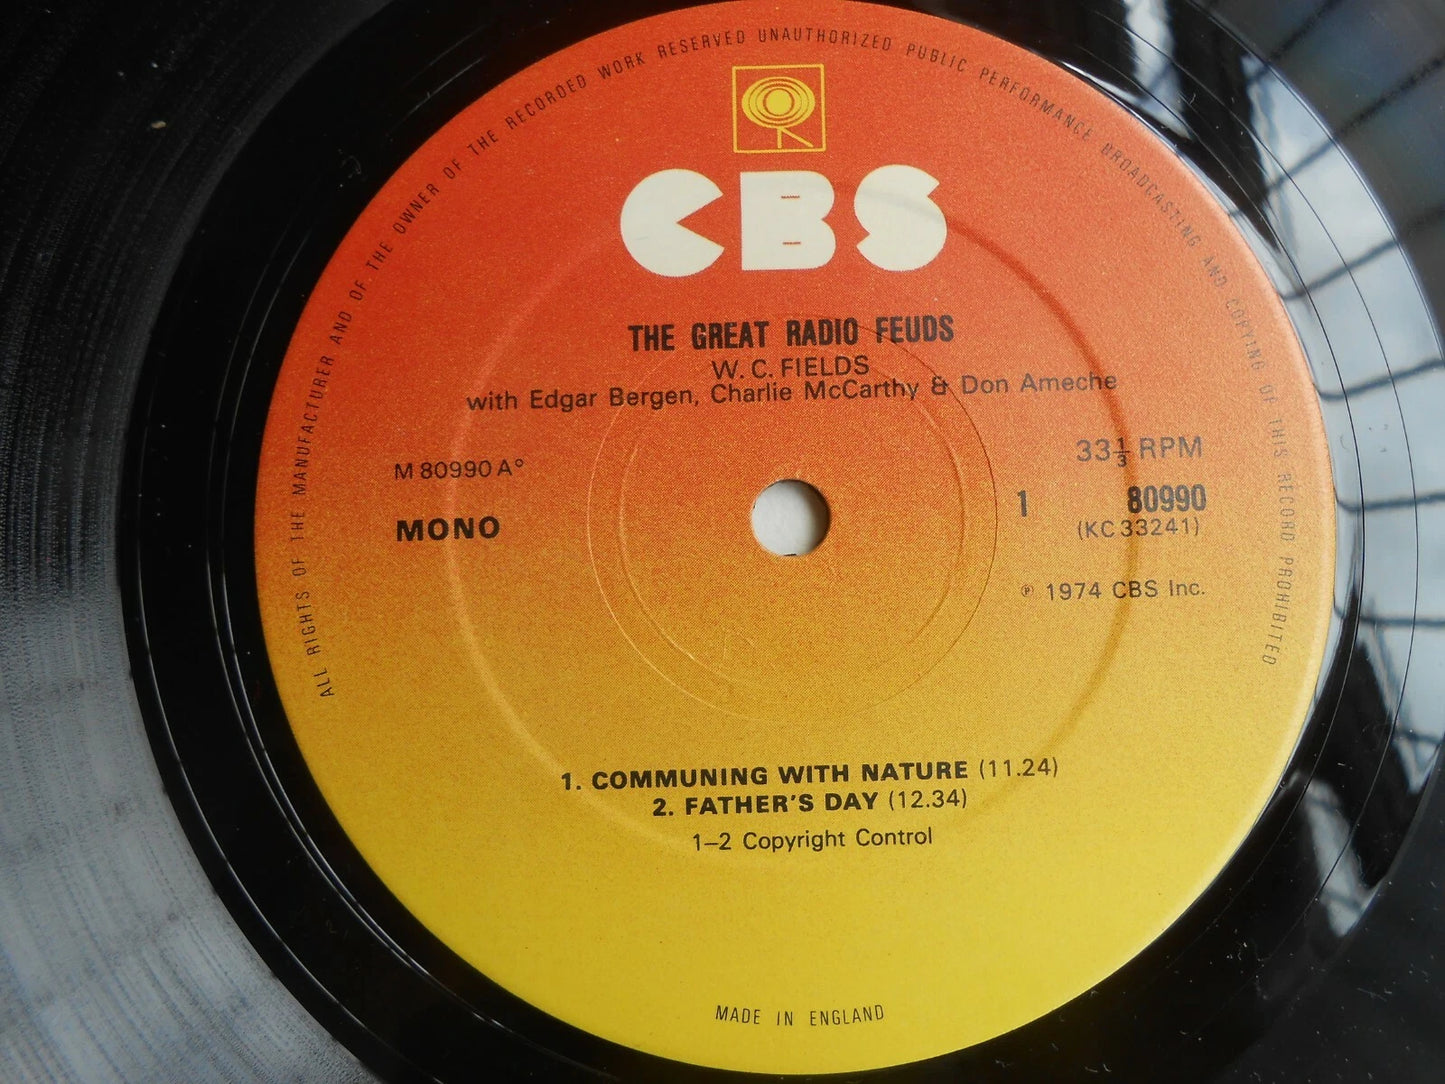 ALL RIGHTS OF THE MANUFACTURER AND OF THE OWNER OF THE RECORDED WORK RESERVED UNAUTHORIZED PUBLIC PERFORMANCE BROADCASTING AND COPYING OF THIS RECORD PROHIBITED
CBS
THE GREAT RADIO FEUDS
W. C. FIELDS
with Edgar Bergen, Charlie McCarthy & Don Ameche
M 80990 A°
33⅓ RPM
MONO
1 80990
(KC 33241)
℗ 1974 CBS Inc.
1. COMMUNING WITH NATURE (11.24)
2. FATHER'S DAY (12.34)
1–2 Copyright Control
MADE IN ENGLAND